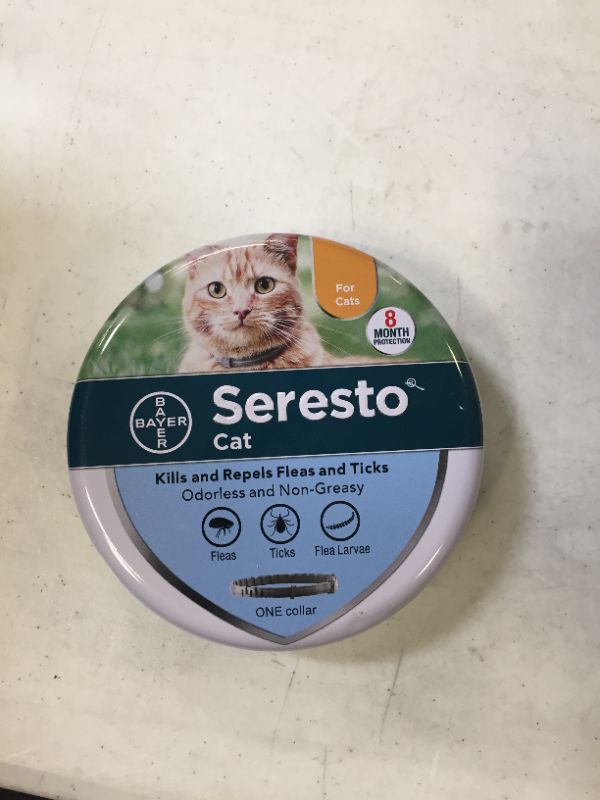 For
Cats
8
MONTH
PROTECTION
BAYER
BAYER
Seresto
Cat
Kills and Repels Fleas and Ticks
Odorless and Non-Greasy
Fleas
Ticks
Flea Larvae
ONE collar